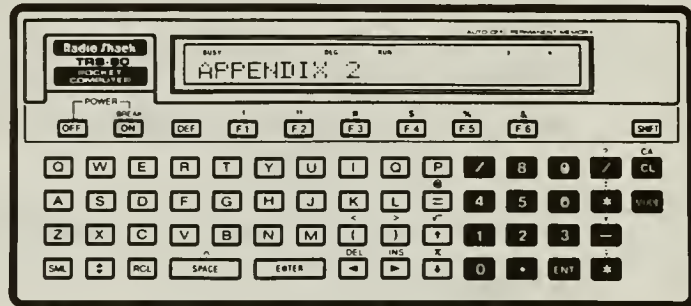 AUTO OFF PERMANENT MEMORY
Radio Shack
TRS-80
POCKET
COMPUTER
BUSY DEG RUN
APPENDIX 2
POWER
BREAK
! " # $ % &
OFF ON DEF F1 F2 F3 F4 F5 F6 SHIFT
? CA
Q W E R T Y U I O P / 8 9 / CL
@ :
A S D F G H J K L = 4 5 6 * MODE
< > √
Z X C V B N M ( ) ↑ 1 2 3 —
^ DEL INS π
SML ↕ RCL SPACE ENTER ◄ ► ↓ 0 • ENT *